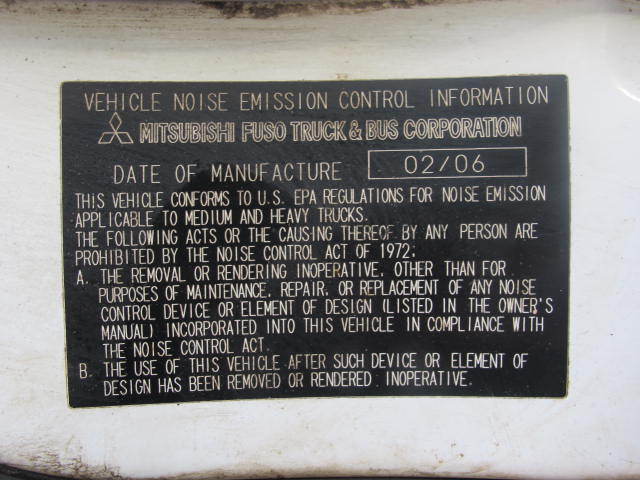 VEHICLE NOISE EMISSION CONTROL INFORMATION
MITSUBISHI FUSO TRUCK & BUS CORPORATION
DATE OF MANUFACTURE 02/06
THIS VEHICLE CONFORMS TO U.S. EPA REGULATIONS FOR NOISE EMISSION
APPLICABLE TO MEDIUM AND HEAVY TRUCKS.
THE FOLLOWING ACTS OR THE CAUSING THEREOF BY ANY PERSON ARE
PROHIBITED BY THE NOISE CONTROL ACT OF 1972:
A. THE REMOVAL OR RENDERING INOPERATIVE, OTHER THAN FOR
PURPOSES OF MAINTENANCE, REPAIR, OR REPLACEMENT OF ANY NOISE
CONTROL DEVICE OR ELEMENT OF DESIGN (LISTED IN THE OWNER'S
MANUAL) INCORPORATED INTO THIS VEHICLE IN COMPLIANCE WITH
THE NOISE CONTROL ACT.
B. THE USE OF THIS VEHICLE AFTER SUCH DEVICE OR ELEMENT OF
DESIGN HAS BEEN REMOVED OR RENDERED INOPERATIVE.